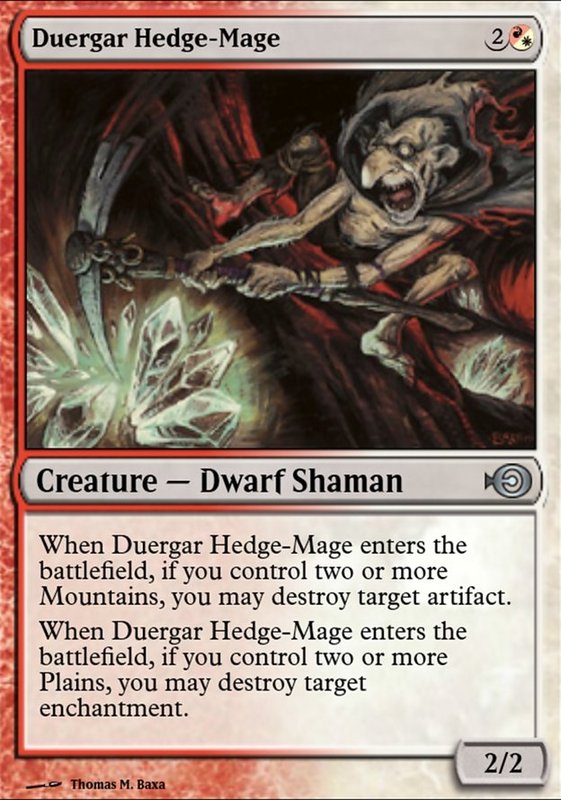 Duergar Hedge-Mage 2
Creature — Dwarf Shaman
When Duergar Hedge-Mage enters the
battlefield, if you control two or more
Mountains, you may destroy target artifact.
When Duergar Hedge-Mage enters the
battlefield, if you control two or more
Plains, you may destroy target
enchantment.
2/2
Thomas M. Baxa